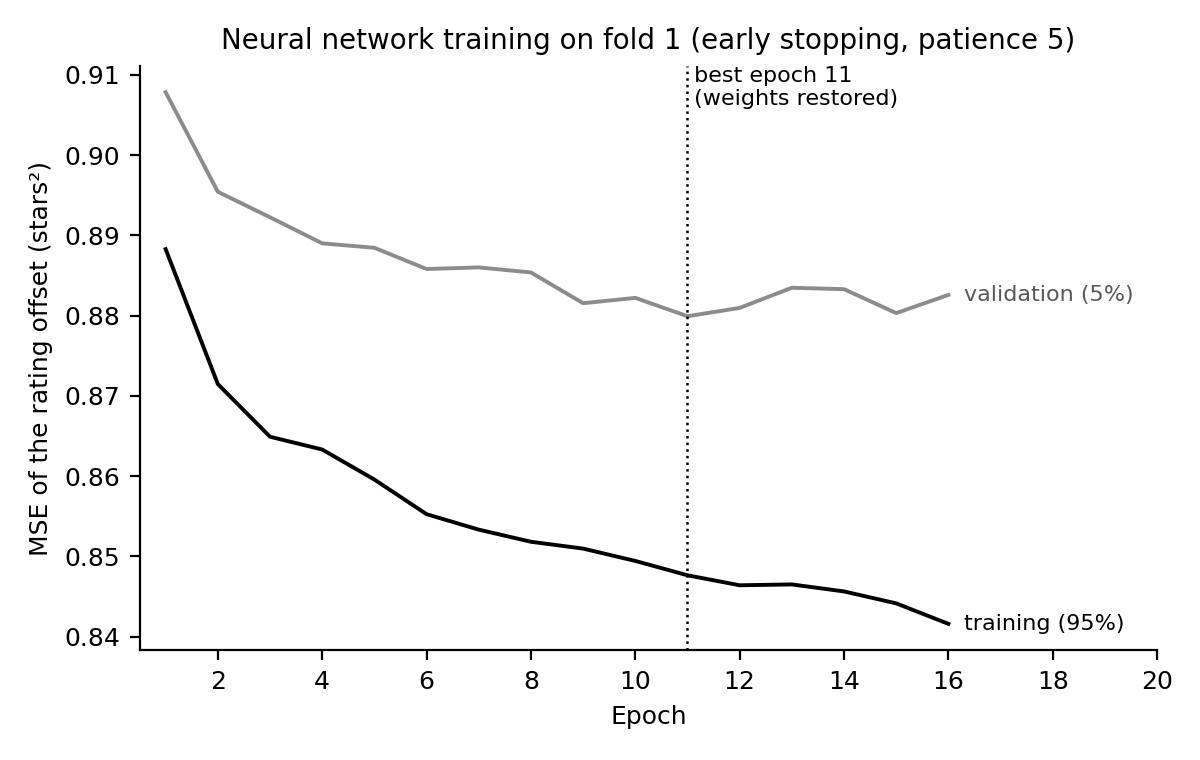 Neural network training on fold 1 (early stopping, patience 5)
best epoch 11
(weights restored)
MSE of the rating offset (stars²)
0.91
0.90
0.89
0.88
0.87
0.86
0.85
0.84
validation (5%)
training (95%)
2 4 6 8 10 12 14 16 18 20
Epoch